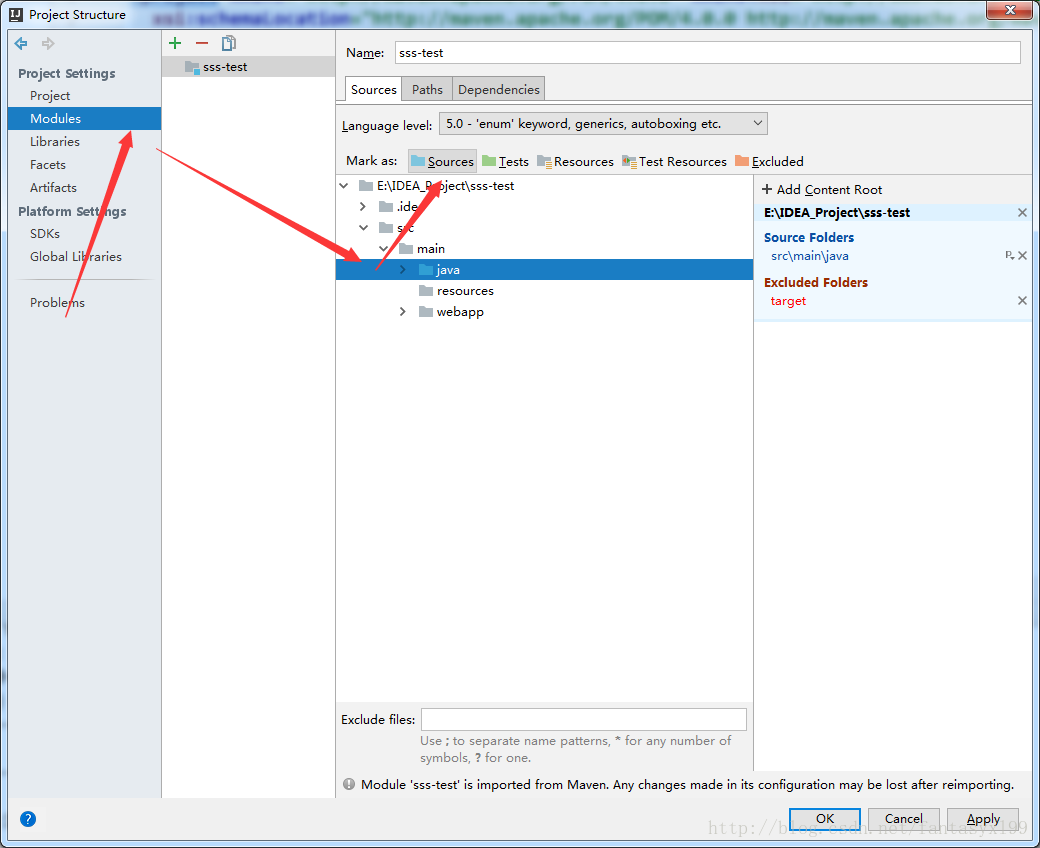 Project Structure
xsi:schemaLocation="http://maven.apache.org/POM/4.0.0 http://maven.apache.org/
Project Settings
Project
Modules
Libraries
Facets
Artifacts
Platform Settings
SDKs
Global Libraries
Problems
sss-test
Name: sss-test
Sources Paths Dependencies
Language level: 5.0 - 'enum' keyword, generics, autoboxing etc.
Mark as: Sources Tests Resources Test Resources Excluded
E:\IDEA_Project\sss-test
.idea
src
main
java
resources
webapp
+ Add Content Root
E:\IDEA_Project\sss-test
Source Folders
src\main\java
Excluded Folders
target
Exclude files:
Use ; to separate name patterns, * for any number of
symbols, ? for one.
Module 'sss-test' is imported from Maven. Any changes made in its configuration may be lost after reimporting.
? OK Cancel Apply